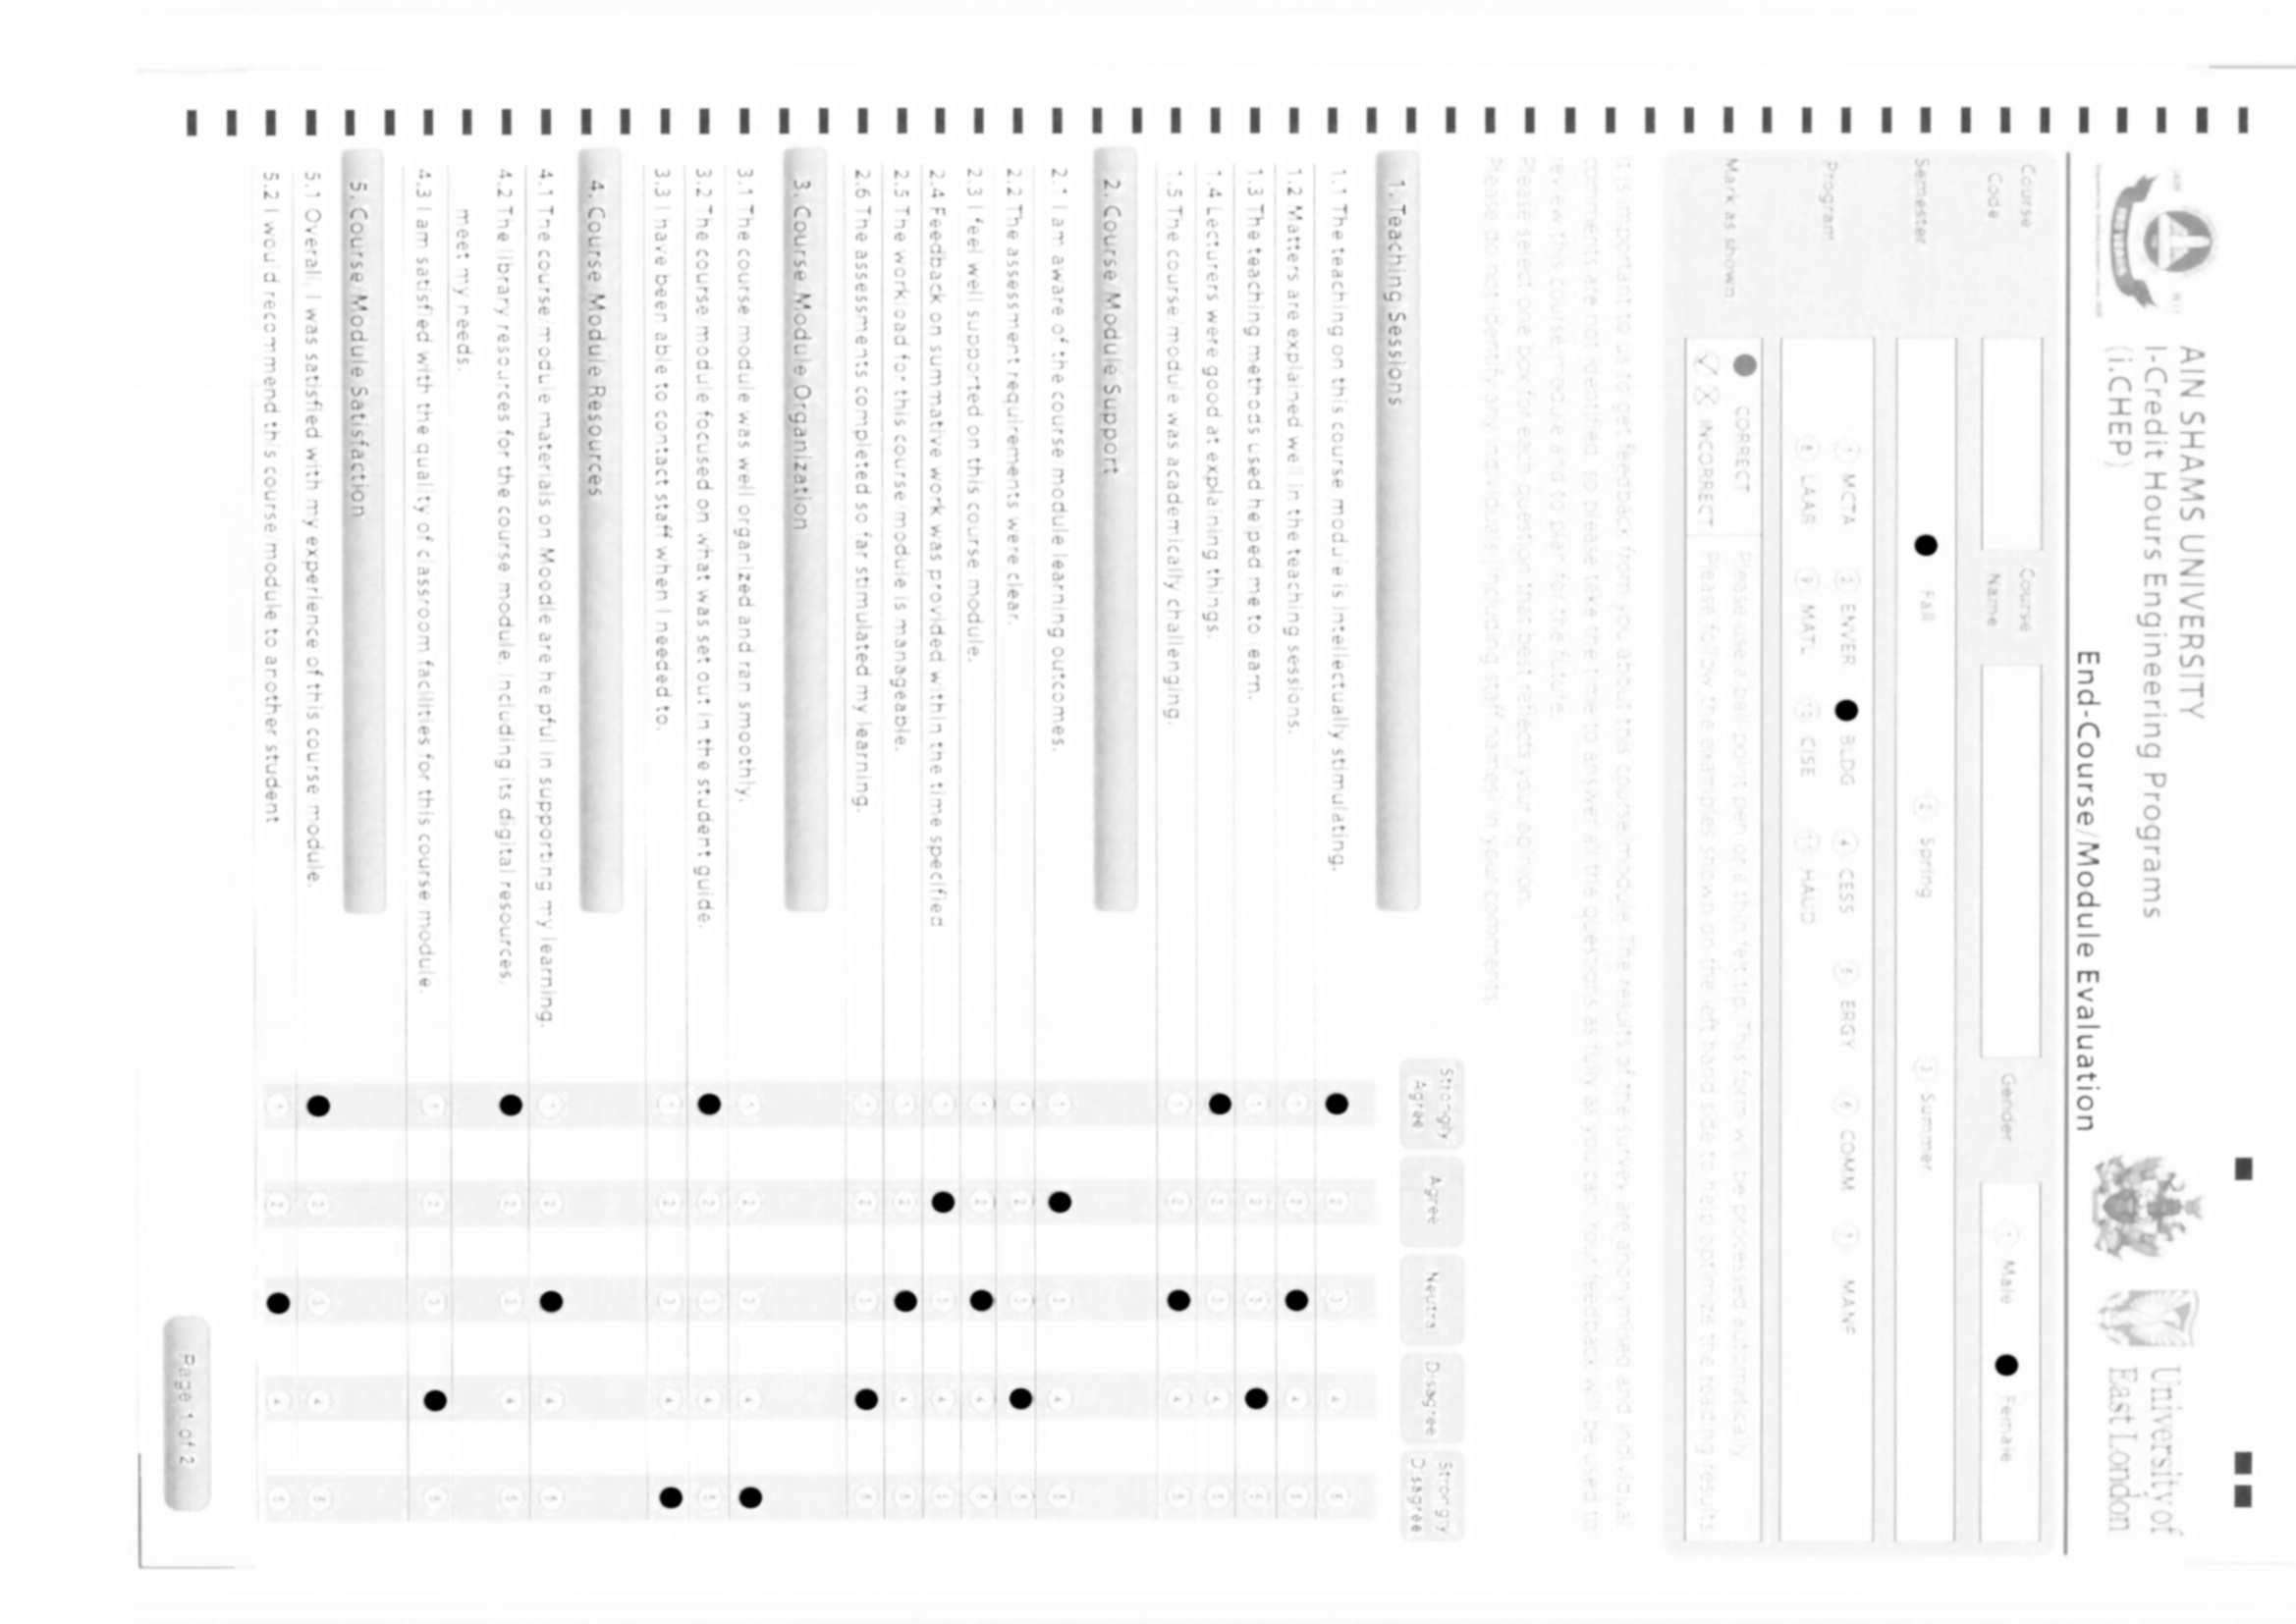 AIN SHAMS UNIVERSITY
I-Credit Hours Engineering Programs
(i.CHEP)
University of
East London
End-Course/Module Evaluation
Course
Code
Course
Name
Gender
1 Male
Female
Semester
Fall
2 Spring
3 Summer
Program
1 MCTA
2 ENVER
BLDG
4 CESS
5 ERGY
6 COMM
7 MANF
8 LAAR
9 MATL
10 CISE
11 HAUD
Mark as shown
CORRECT
Please use a ball point pen or a thin felt tip. This form will be processed automatically
INCORRECT
Please follow the examples shown on the left hand side to help optimize the reading results
It is important to us to get feedback from you about this course/module. The results of the survey are anonymised and individual
comments are not identified, so please take the time to answer all the questions as fully as you can. Your feedback will be used to
review this course/module and to plan for the future.
Please select one box for each question that best reflects your opinion.
Please do not identify any individuals (including staff names) in your comments.
Strongly
Agree
Agree
Neutral
Disagree
Strongly
Disagree
1. Teaching Sessions
1.1 The teaching on this course module is intellectually stimulating.
2 3 4 5
1.2 Matters are explained well in the teaching sessions.
1 2 4 5
1.3 The teaching methods used helped me to learn.
1 2 3 5
1.4 Lecturers were good at explaining things.
2 3 4 5
1.5 The course module was academically challenging.
1 2 4 5
2. Course/Module Support
2.1 I am aware of the course module learning outcomes.
1 3 4 5
2.2 The assessment requirements were clear.
1 2 3 5
2.3 I feel well supported on this course module.
1 2 4 5
2.4 Feedback on summative work was provided within the time specified
1 3 4 5
2.5 The workload for this course module is manageable.
1 2 4 5
2.6 The assessments completed so far stimulated my learning.
1 2 3 5
3. Course/Module Organization
3.1 The course module was well organized and ran smoothly.
1 2 3 4
3.2 The course module focused on what was set out in the student guide.
2 3 4 5
3.3 I have been able to contact staff when I needed to.
1 2 3 4
4. Course/Module Resources
4.1 The course module materials on Moodle are helpful in supporting my learning.
1 2 4 5
4.2 The library resources for the course module, including its digital resources,
meet my needs.
2 3 4 5
4.3 I am satisfied with the quality of classroom facilities for this course module.
1 2 3 5
5. Course/Module Satisfaction
5.1 Overall, I was satisfied with my experience of this course module.
2 3 4 5
5.2 I would recommend this course module to another student
1 2 4 5
Page 1 of 2